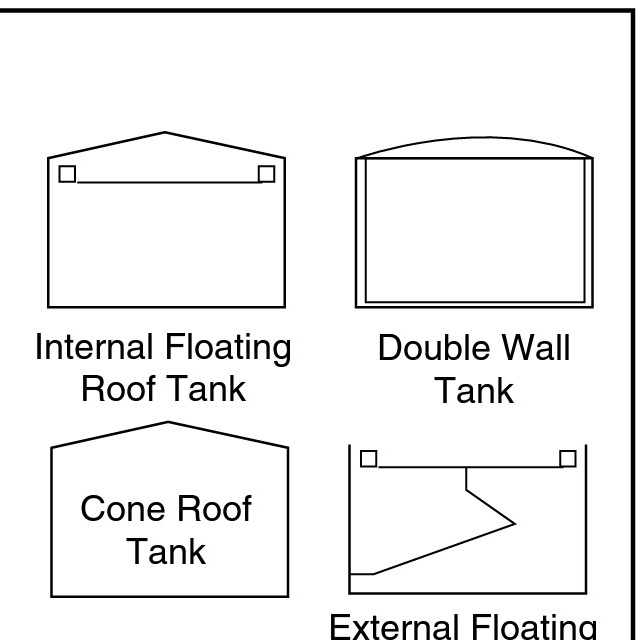 Internal Floating
Roof Tank
Double Wall
Tank
Cone Roof
Tank
External Floating